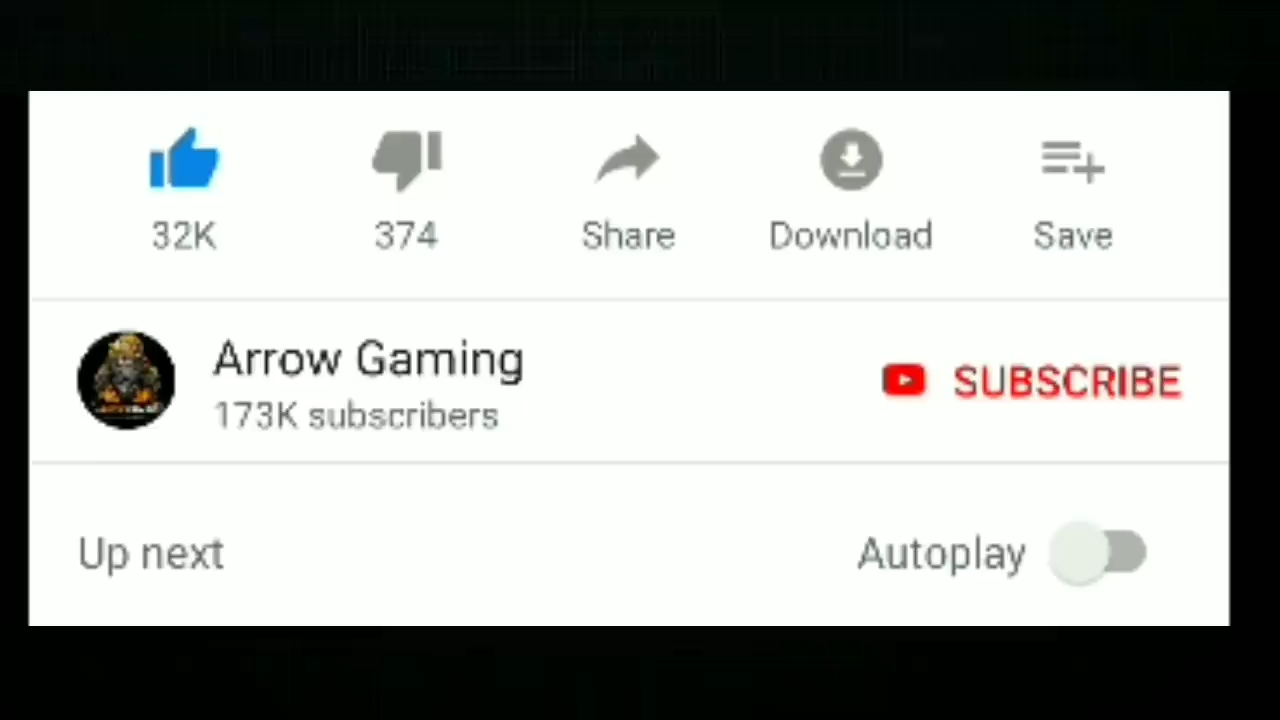 32K 374 Share Download Save
Arrow Gaming
173K subscribers
SUBSCRIBE
Up next
Autoplay